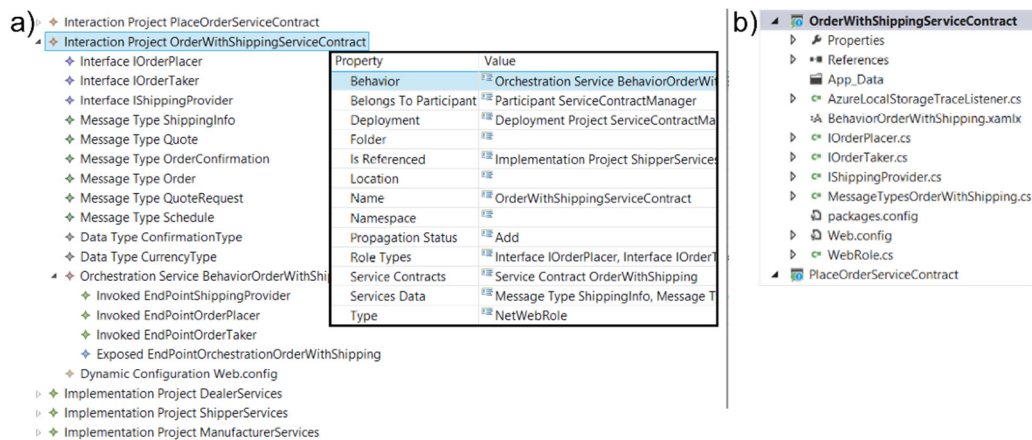 a)
Interaction Project PlaceOrderServiceContract
Interaction Project OrderWithShippingServiceContract
Interface IOrderPlacer
Interface IOrderTaker
Interface IShippingProvider
Message Type ShippingInfo
Message Type Quote
Message Type OrderConfirmation
Message Type Order
Message Type QuoteRequest
Message Type Schedule
Data Type ConfirmationType
Data Type CurrencyType
Orchestration Service BehaviorOrderWithShi
Invoked EndPointShippingProvider
Invoked EndPointOrderPlacer
Invoked EndPointOrderTaker
Exposed EndPointOrchestrationOrderWithShipping
Dynamic Configuration Web.config
Implementation Project DealerServices
Implementation Project ShipperServices
Implementation Project ManufacturerServices
Property Value
Behavior Orchestration Service BehaviorOrderWit
Belongs To Participant Participant ServiceContractManager
Deployment Deployment Project ServiceContractMa
Folder
Is Referenced Implementation Project ShipperServices
Location
Name OrderWithShippingServiceContract
Namespace
Propagation Status Add
Role Types Interface IOrderPlacer, Interface IOrderT
Service Contracts Service Contract OrderWithShipping
Services Data Message Type ShippingInfo, Message T
Type NetWebRole
b)
OrderWithShippingServiceContract
Properties
References
App_Data
AzureLocalStorageTraceListener.cs
BehaviorOrderWithShipping.xamlx
IOrderPlacer.cs
IOrderTaker.cs
IShippingProvider.cs
MessageTypesOrderWithShipping.cs
packages.config
Web.config
WebRole.cs
PlaceOrderServiceContract